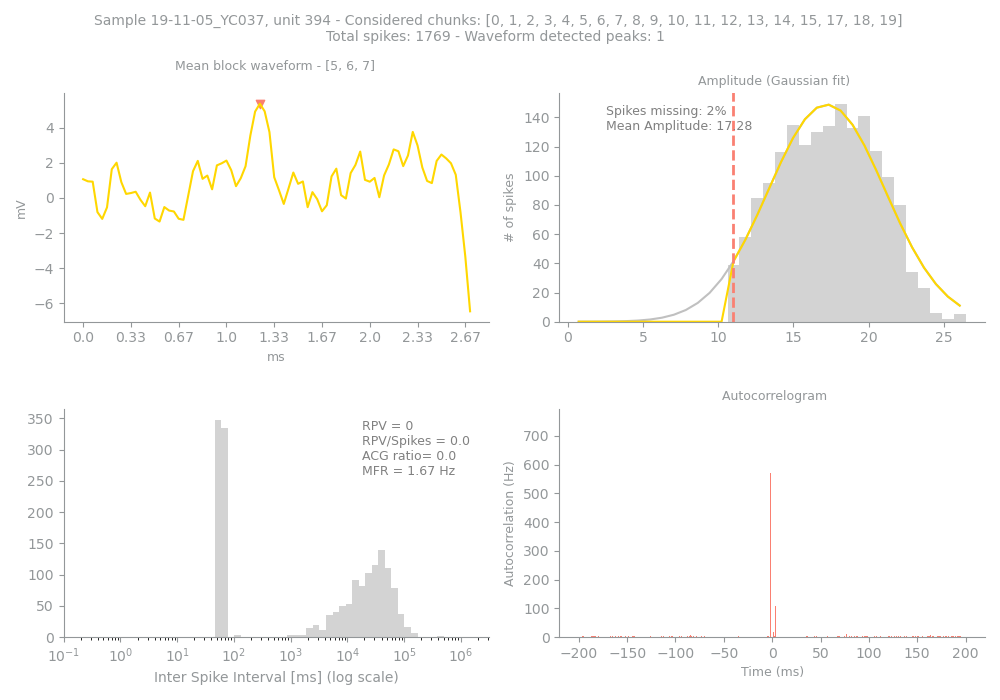 Sample 19-11-05_YC037, unit 394 - Considered chunks: [0, 1, 2, 3, 4, 5, 6, 7, 8, 9, 10, 11, 12, 13, 14, 15, 17, 18, 19]
Total spikes: 1769 - Waveform detected peaks: 1
Mean block waveform - [5, 6, 7]
4
2
0
−2
−4
−6
mV
0.0 0.33 0.67 1.0 1.33 1.67 2.0 2.33 2.67
ms
Amplitude (Gaussian fit)
Spikes missing: 2%
Mean Amplitude: 17.28
140
120
100
80
60
40
20
0
# of spikes
0 5 10 15 20 25
350
300
250
200
150
100
50
0
RPV = 0
RPV/Spikes = 0.0
ACG ratio= 0.0
MFR = 1.67 Hz
10⁻¹ 10⁰ 10¹ 10² 10³ 10⁴ 10⁵ 10⁶
Inter Spike Interval [ms] (log scale)
Autocorrelogram
700
600
500
400
300
200
100
0
Autocorrelation (Hz)
−200 −150 −100 −50 0 50 100 150 200
Time (ms)